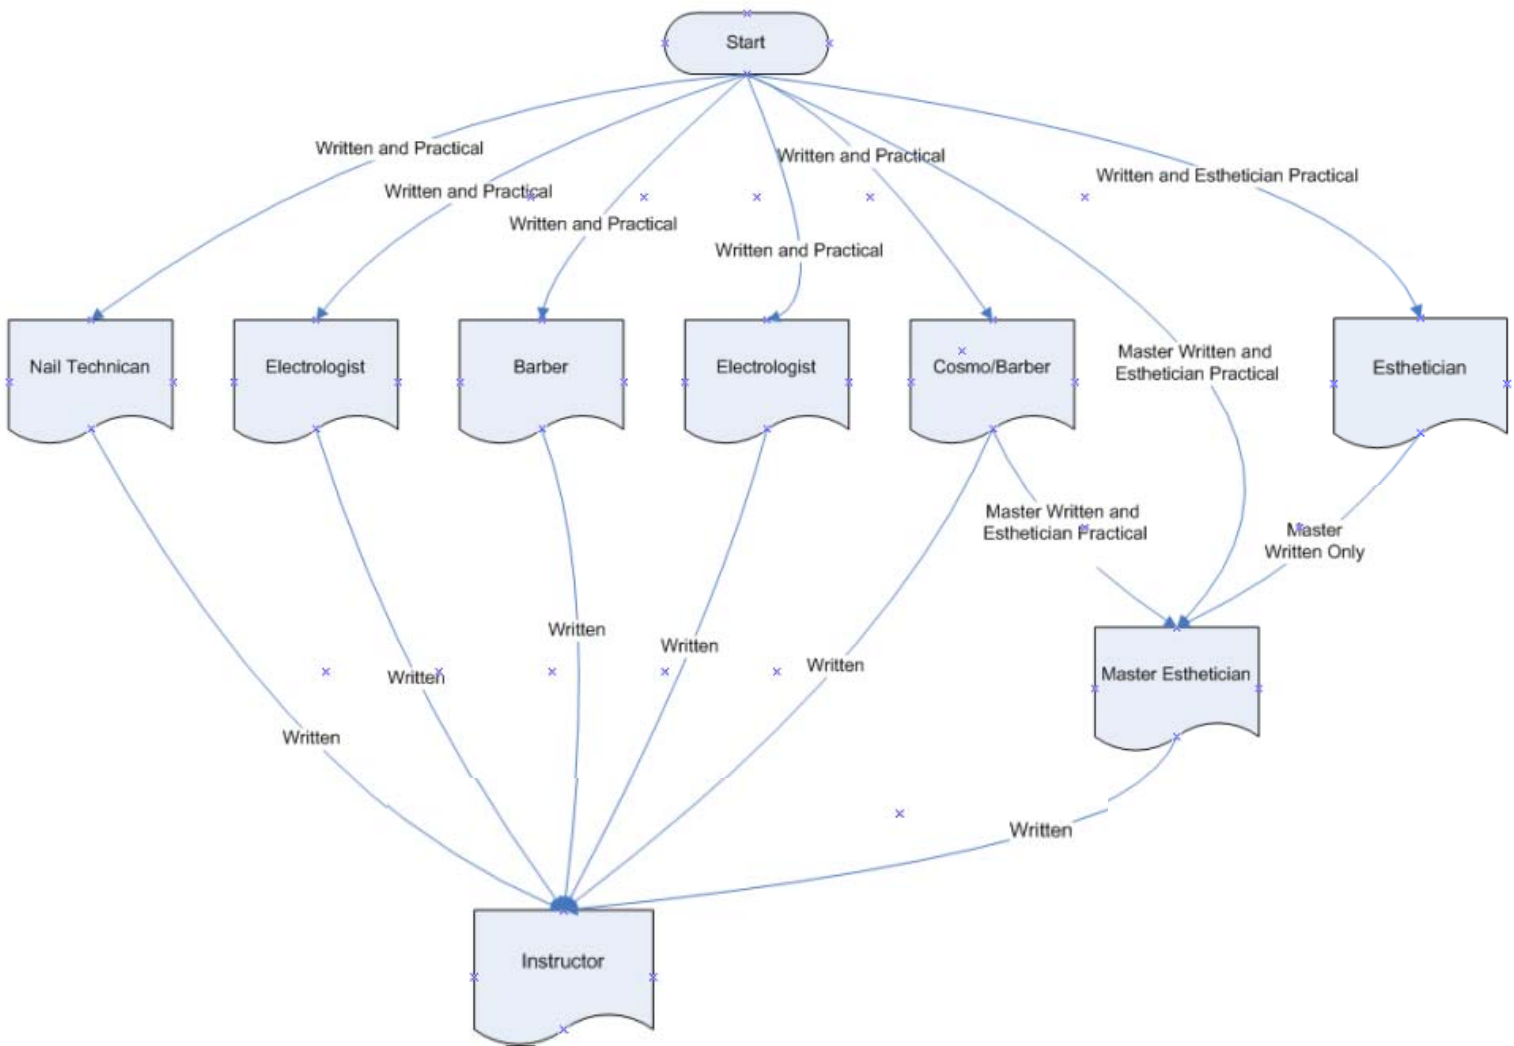 Start
Written and Practical
Written and Practical
Written and Practical
Written and Practical
Written and Practical
Written and Esthetician Practical
Nail Technican
Electrologist
Barber
Electrologist
Cosmo/Barber
Master Written and
Esthetician Practical
Esthetician
Master Written and
Esthetician Practical
Master
Written Only
Written
Written
Written
Written
Written
Master Esthetician
Written
Instructor